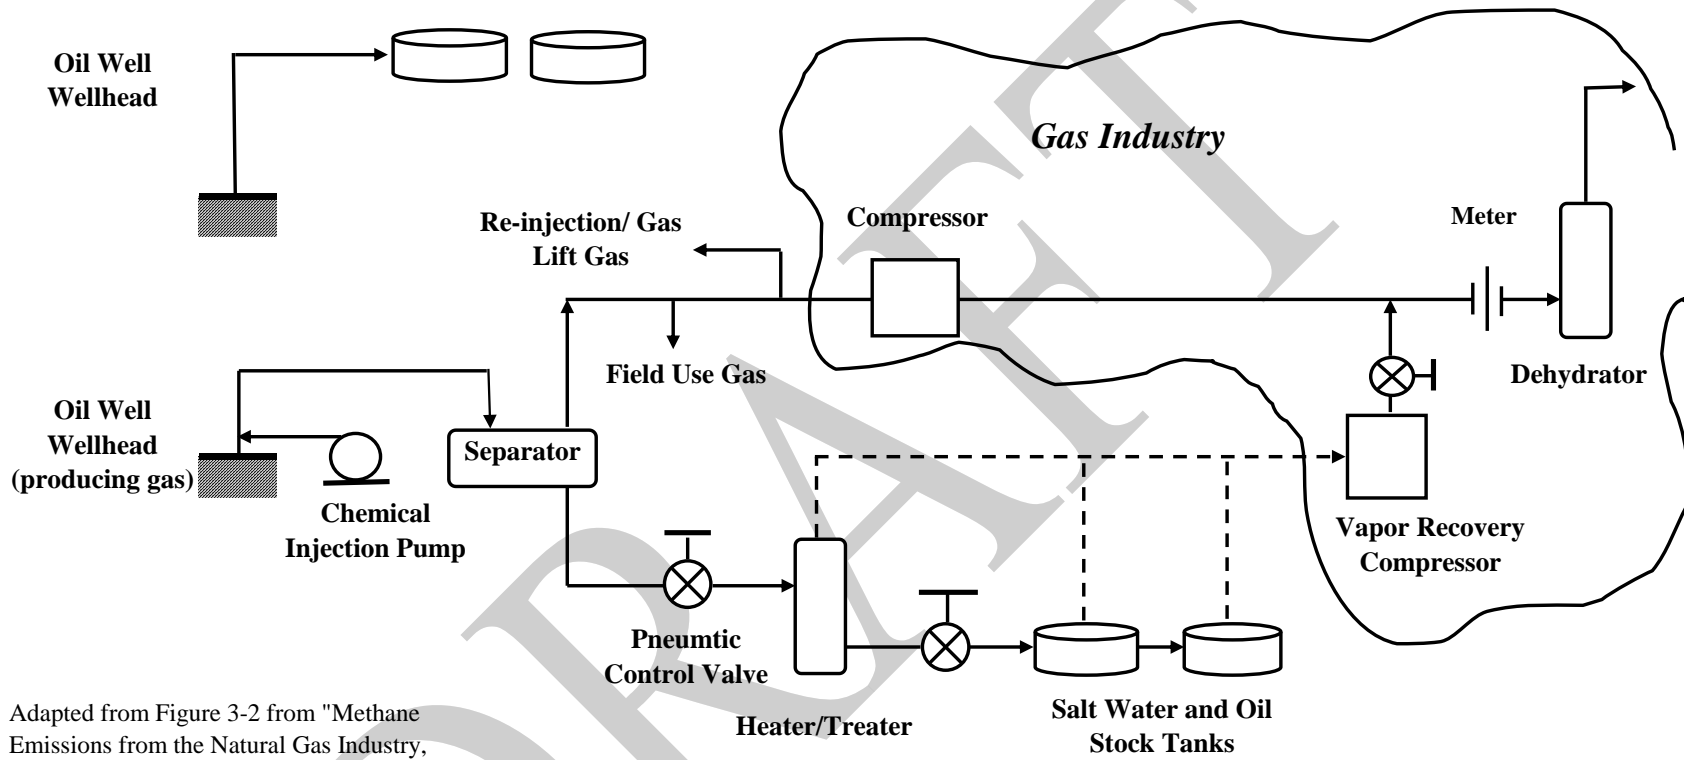 Oil Well
Wellhead
Gas Industry
Re-injection/ Gas
Lift Gas
Compressor
Meter
Field Use Gas
Dehydrator
Oil Well
Wellhead
(producing gas)
Separator
Chemical
Injection Pump
Vapor Recovery
Compressor
Pneumtic
Control Valve
Heater/Treater
Salt Water and Oil
Stock Tanks
Adapted from Figure 3-2 from "Methane
Emissions from the Natural Gas Industry,
DRAFT